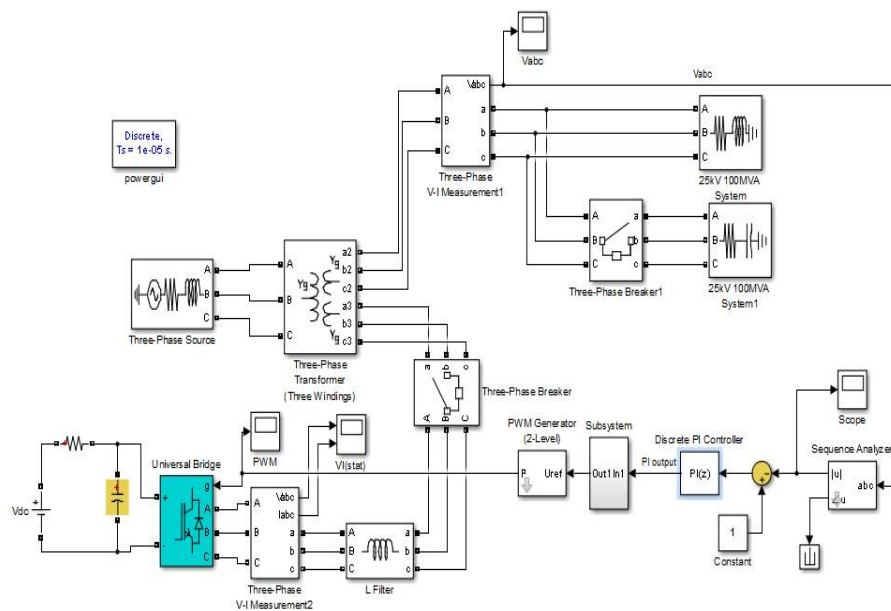 Vabc
Vabc
A
B
C
Vabc
a
b
c
Three-Phase
V-I Measurement1
A
B
C
25kV 100MVA
System
Discrete,
Ts = 1e-05 s.
powergui
A
B
C
a
b
c
Three-Phase Breaker1
A
B
C
25kV 100MVA
System1
A
B
C
Three-Phase Source
A
B
C
Yg
Yg
Yg
a2
b2
c2
a3
b3
c3
Three-Phase
Transformer
(Three Windings)
a
b
c
A
B
C
Three-Phase Breaker
Scope
PWM
VI(stat)
PWM Generator
(2-Level)
P
Uref
Subsystem
Out1
In1
PI output
Discrete PI Controller
PI(z)
Sequence Analyzer
|u|
abc
1
Constant
Vdc
+
Universal Bridge
g
+
-
A
B
C
Vabc
Iabc
A
B
C
a
b
c
Three-Phase
V-I Measurement2
A
B
C
A
B
C
L Filter